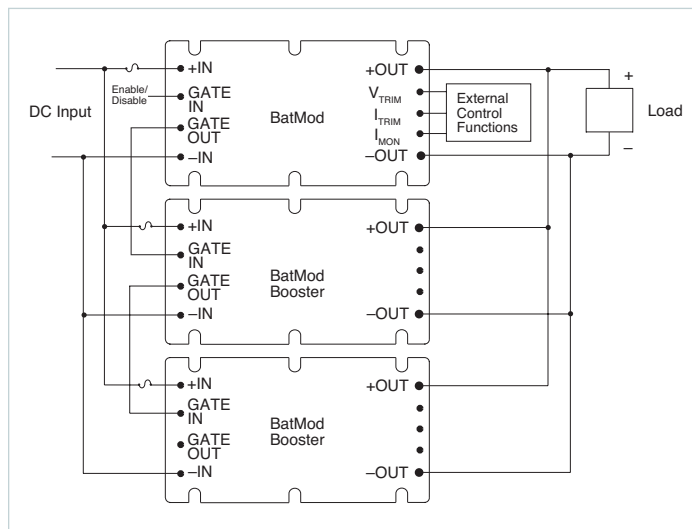 +IN
Enable/
Disable
GATE
IN
GATE
OUT
–IN
DC Input
BatMod
+OUT
VTRIM
ITRIM
IMON
–OUT
External
Control
Functions
+
Load
–
+IN
GATE
IN
GATE
OUT
–IN
BatMod
Booster
+OUT
–OUT
+IN
GATE
IN
GATE
OUT
–IN
BatMod
Booster
+OUT
–OUT